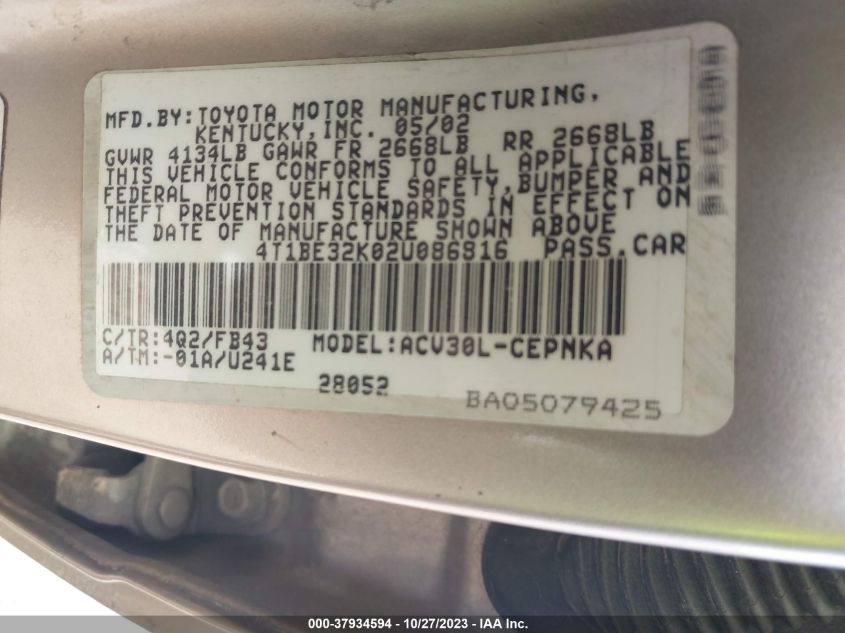 MFD.BY:TOYOTA MOTOR MANUFACTURING,
KENTUCKY,INC. 05/02
GVWR 4134LB GAWR FR 2668LB RR 2668LB
THIS VEHICLE CONFORMS TO ALL APPLICABLE
FEDERAL MOTOR VEHICLE SAFETY,BUMPER AND
THEFT PREVENTION STANDARDS IN EFFECT ON
THE DATE OF MANUFACTURE SHOWN ABOVE
4T1BE32K02U086816 PASS.CAR
C/TR:4Q2/FB43 MODEL:ACV30L-CEPNKA
A/TM:-01A/U241E
28052 BA05079425
000-37934594 - 10/27/2023 - IAA Inc.